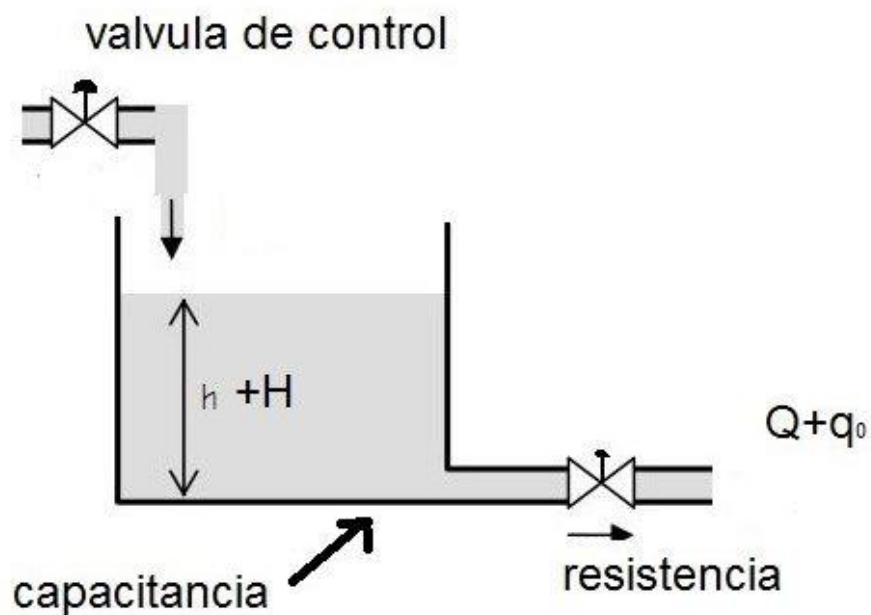 valvula de control
h +H
Q+q₀
resistencia
capacitancia